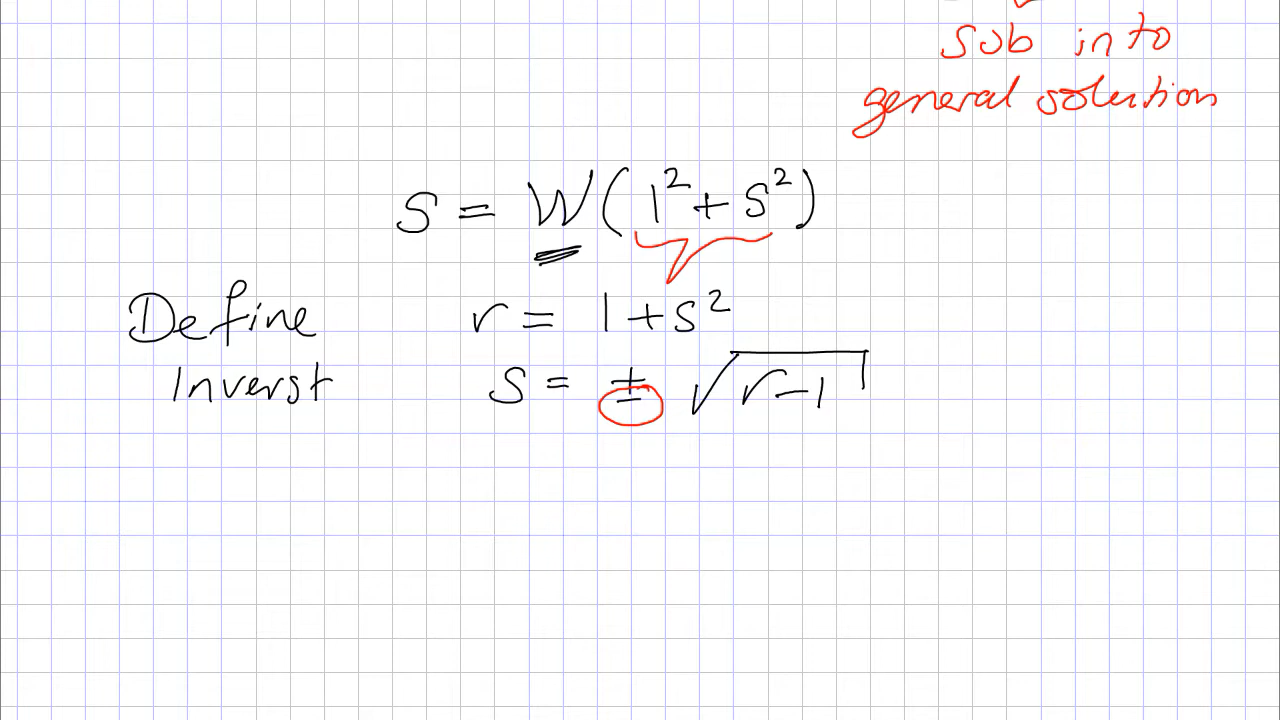 sub into
general solution
S = W(1²+S²)
Define r = 1+S²
Inverst S = ± √(r-1)